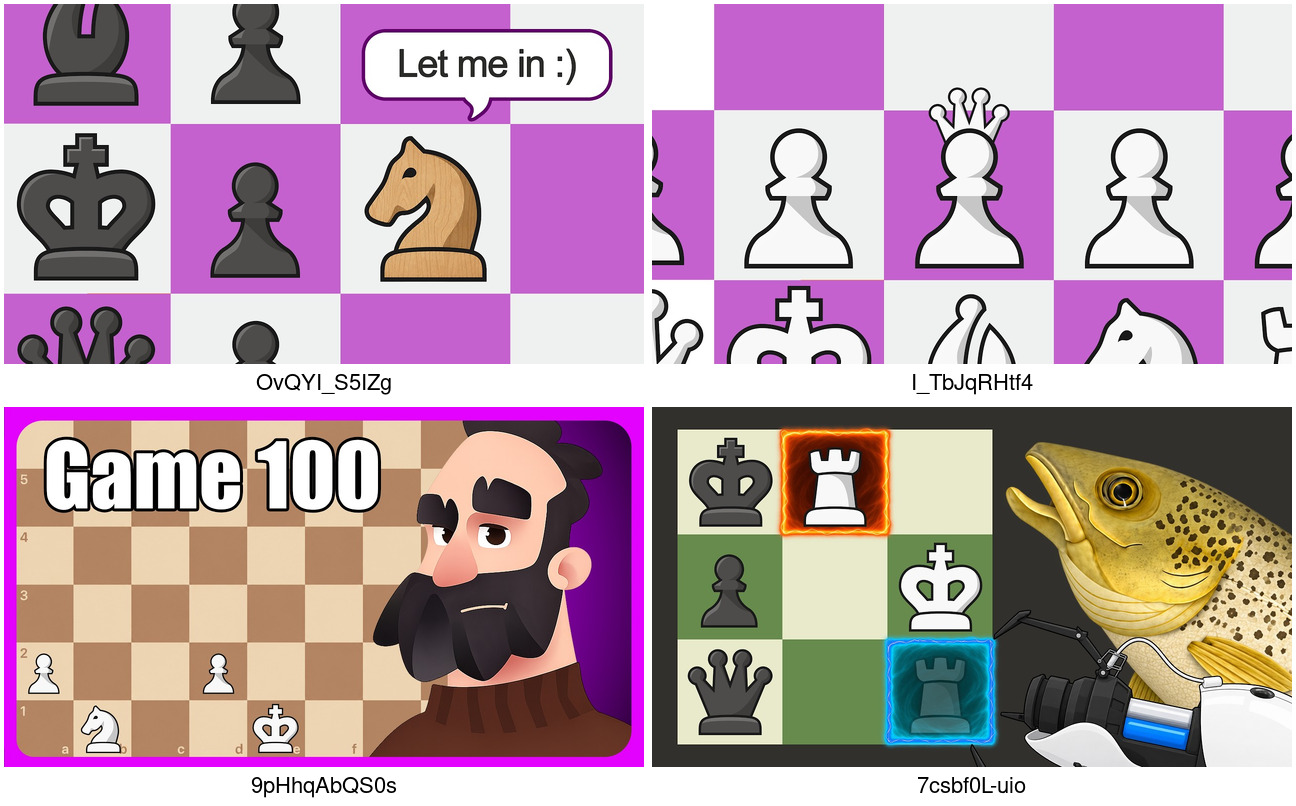 Let me in :)
OvQYI_S5IZg
I_TbJqRHtf4
Game 100
5
4
3
2
1
a
b
c
d
e
f
9pHhqAbQS0s
7csbf0L-uio